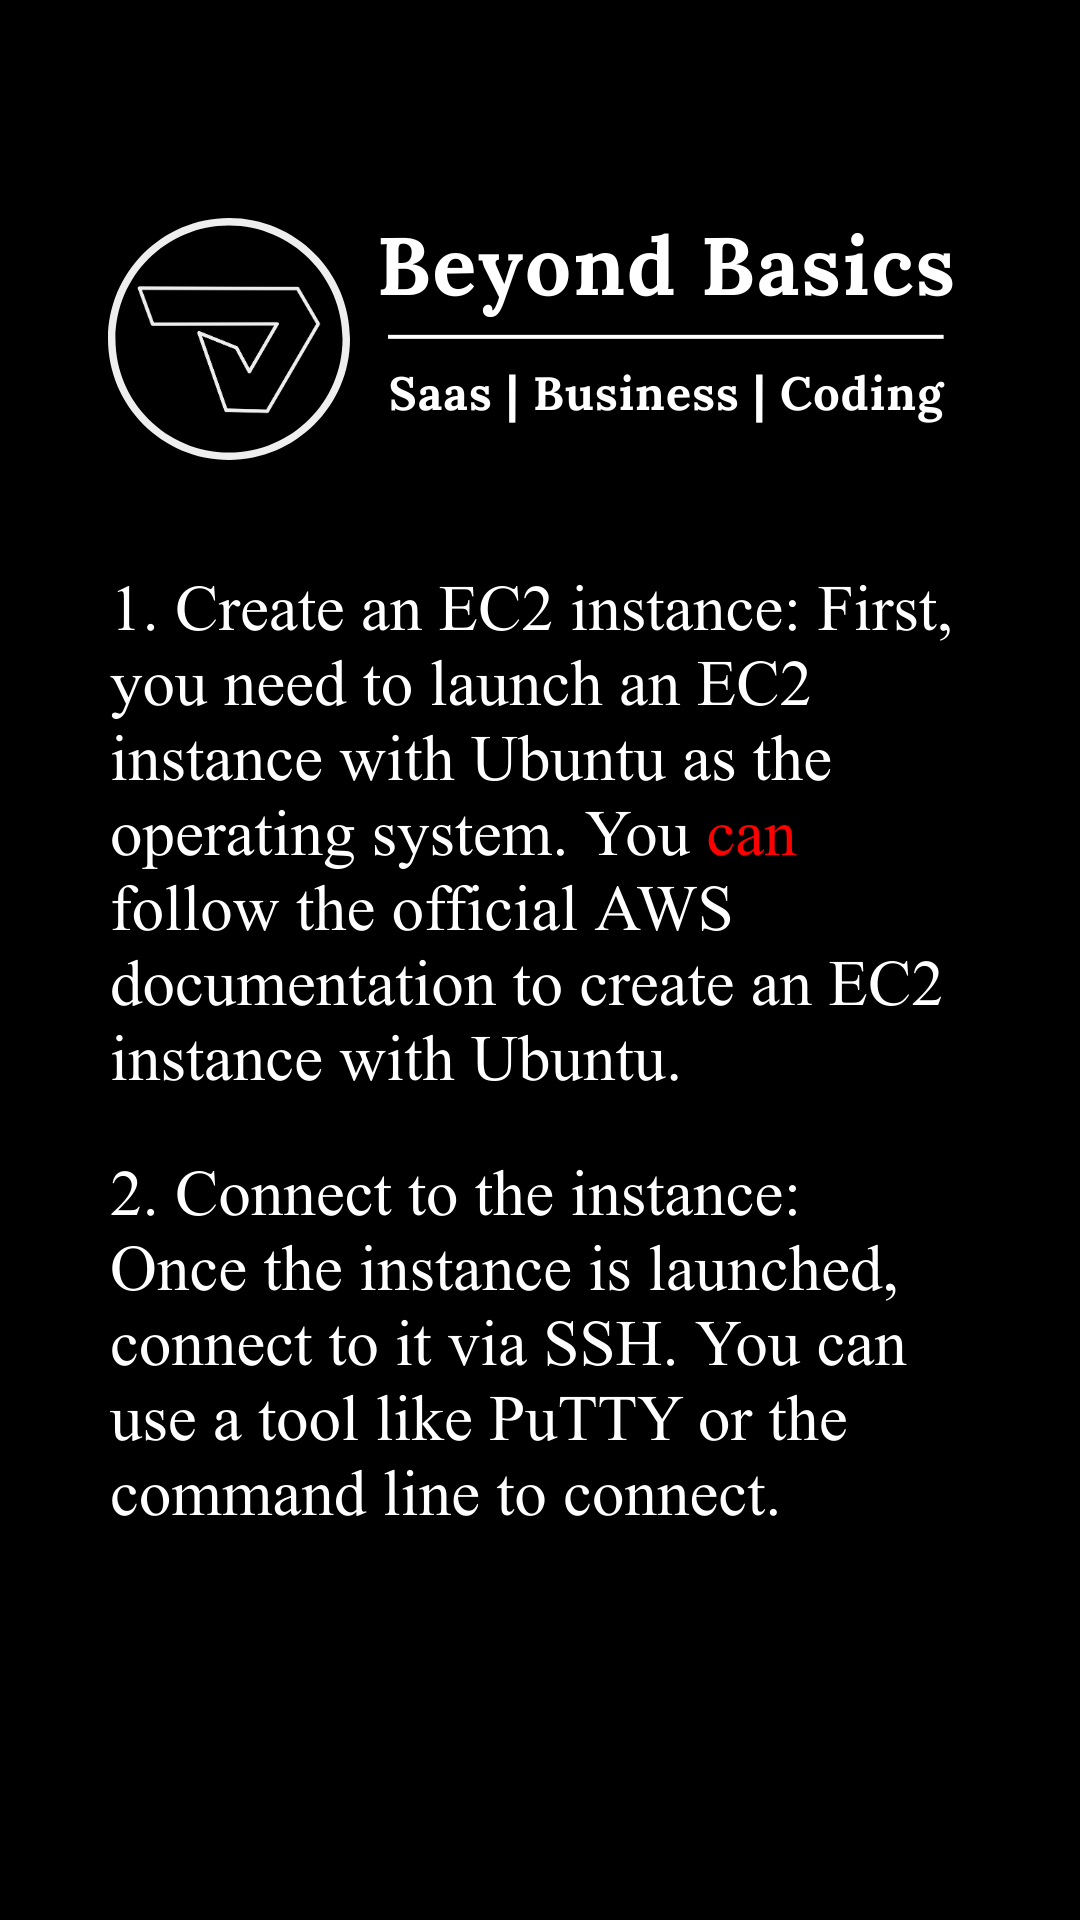 Beyond Basics
Saas | Business | Coding
1. Create an EC2 instance: First,
you need to launch an EC2
instance with Ubuntu as the
operating system. You can
follow the official AWS
documentation to create an EC2
instance with Ubuntu.
2. Connect to the instance:
Once the instance is launched,
connect to it via SSH. You can
use a tool like PuTTY or the
command line to connect.